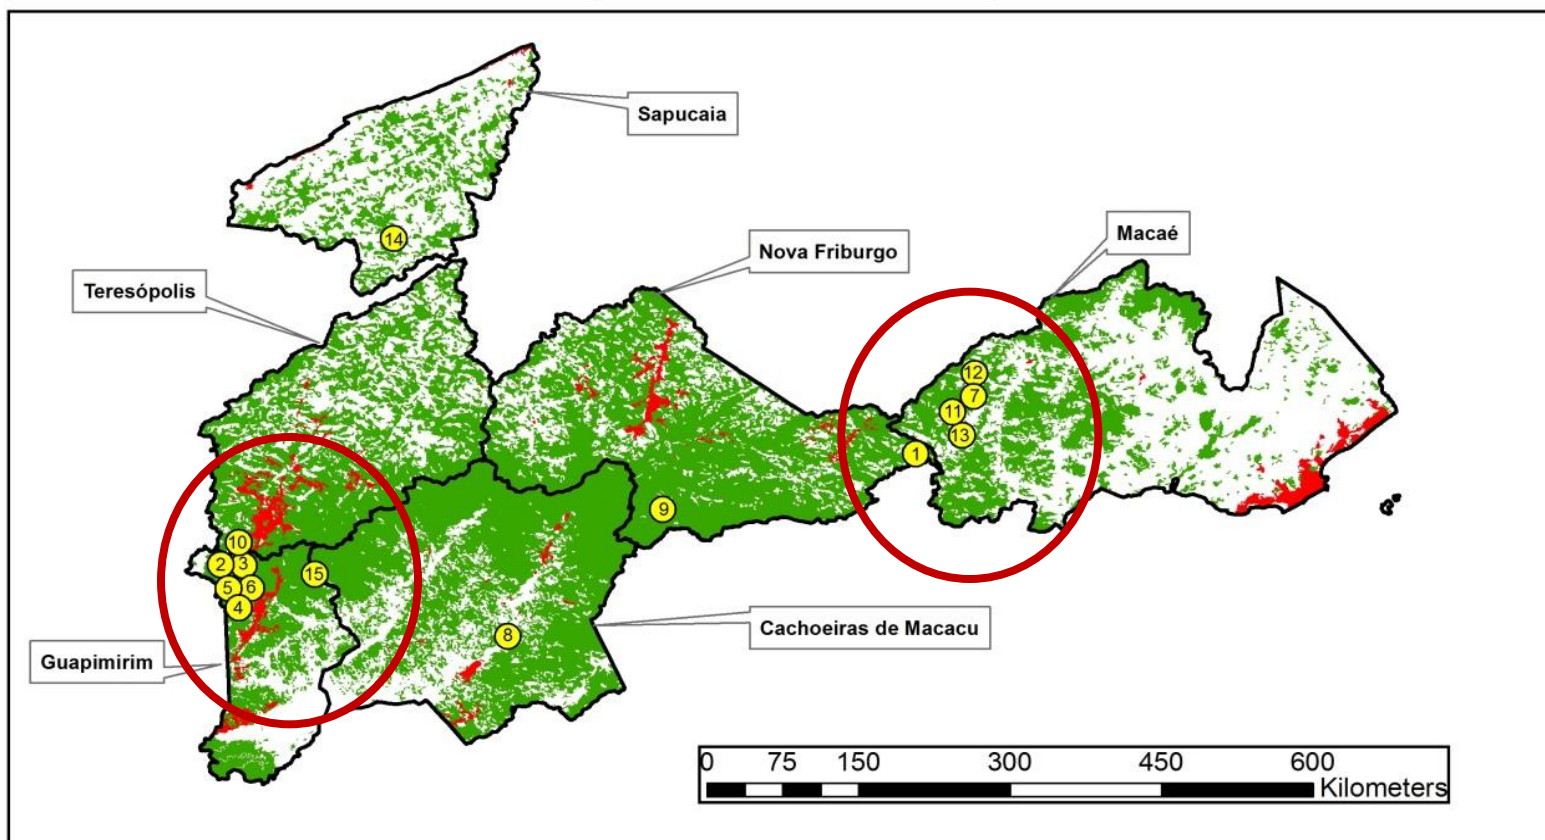 Sapucaia
14
Macaé
Nova Friburgo
Teresópolis
12
7
11
13
1
9
10
2 3
15
5 6
4
8
Cachoeiras de Macacu
Guapimirim
0 75 150 300 450 600
Kilometers